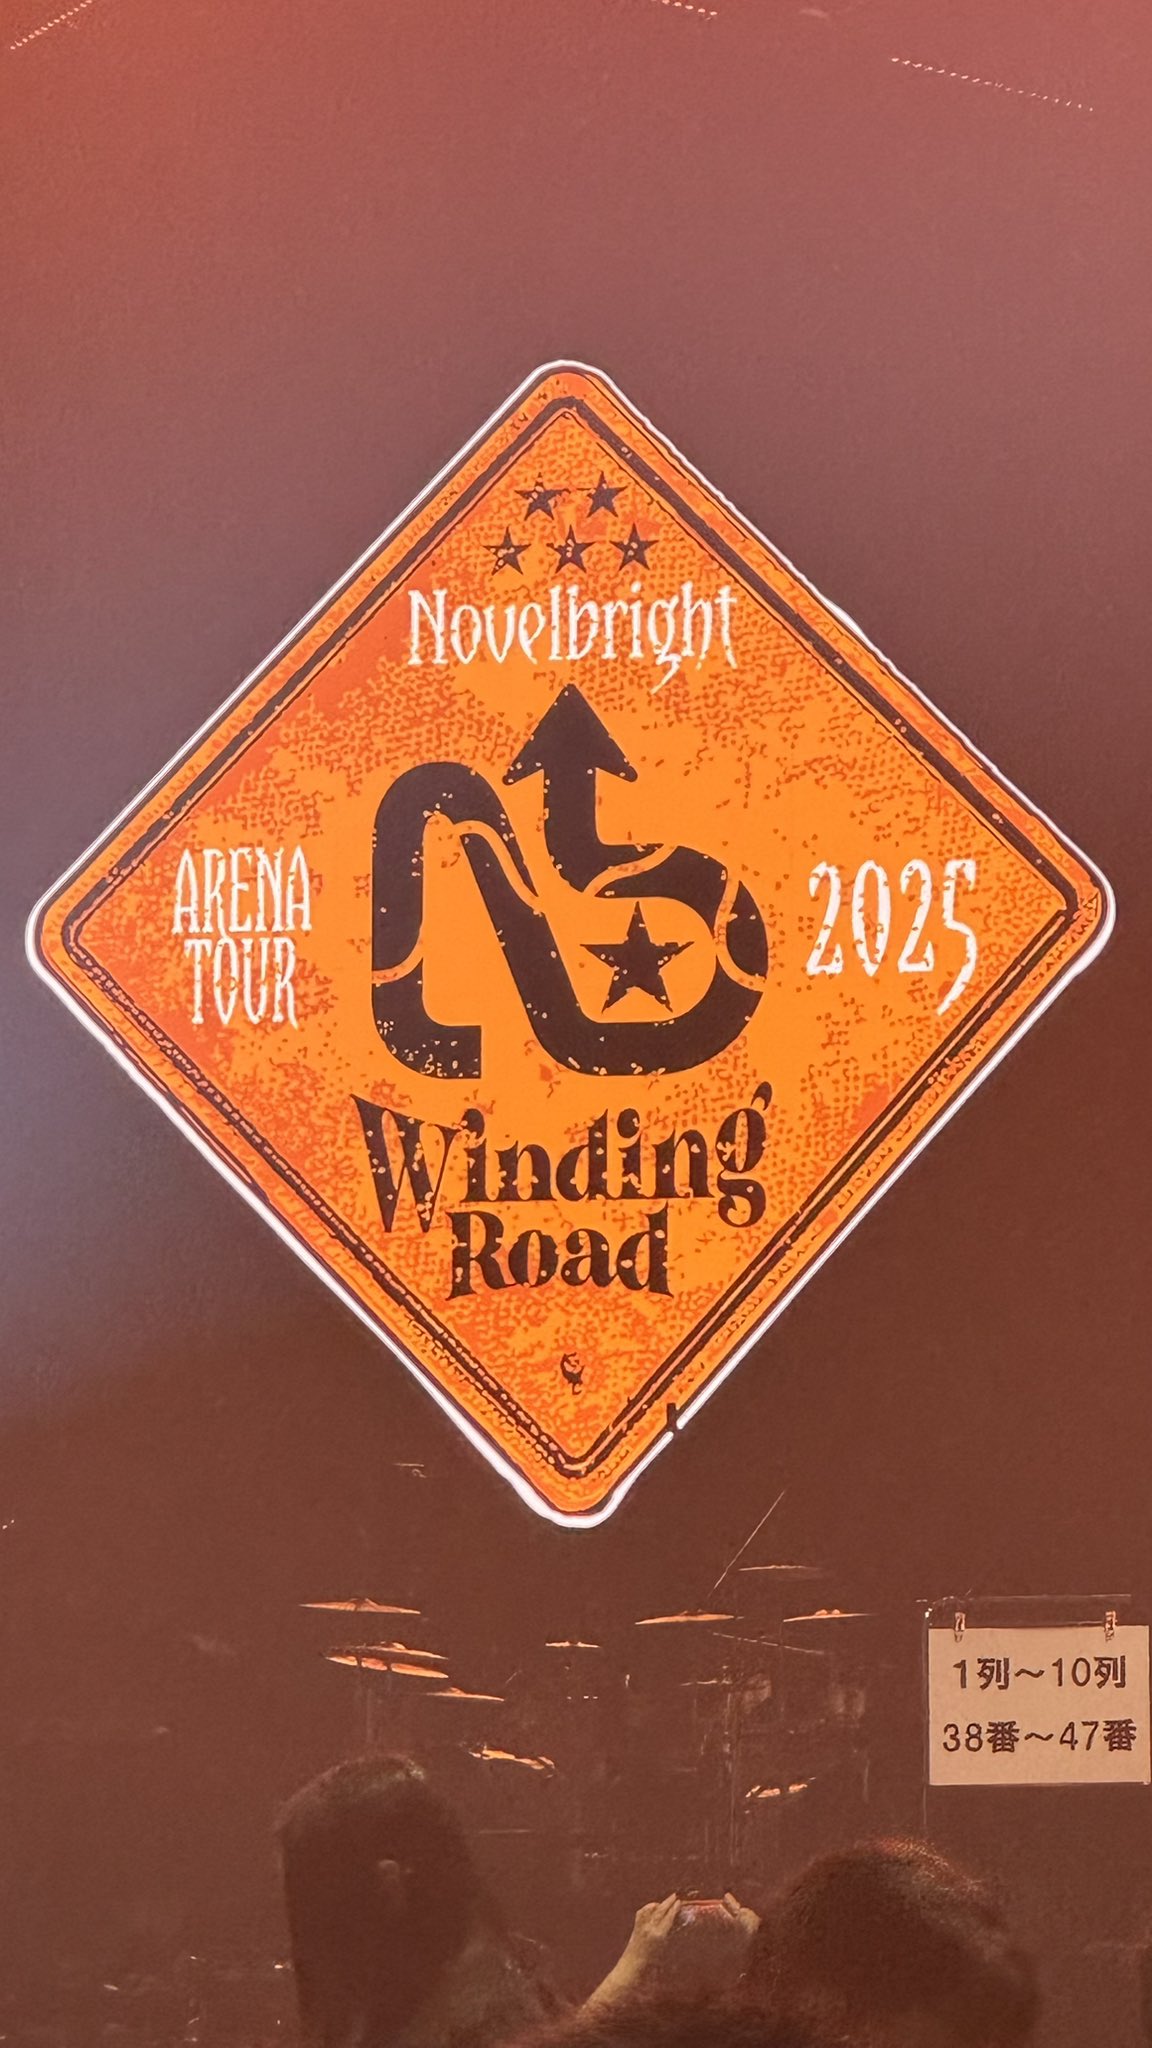 Novelbright
ARENA
TOUR
2025
Winding
Road
1列〜10列
38番〜47番